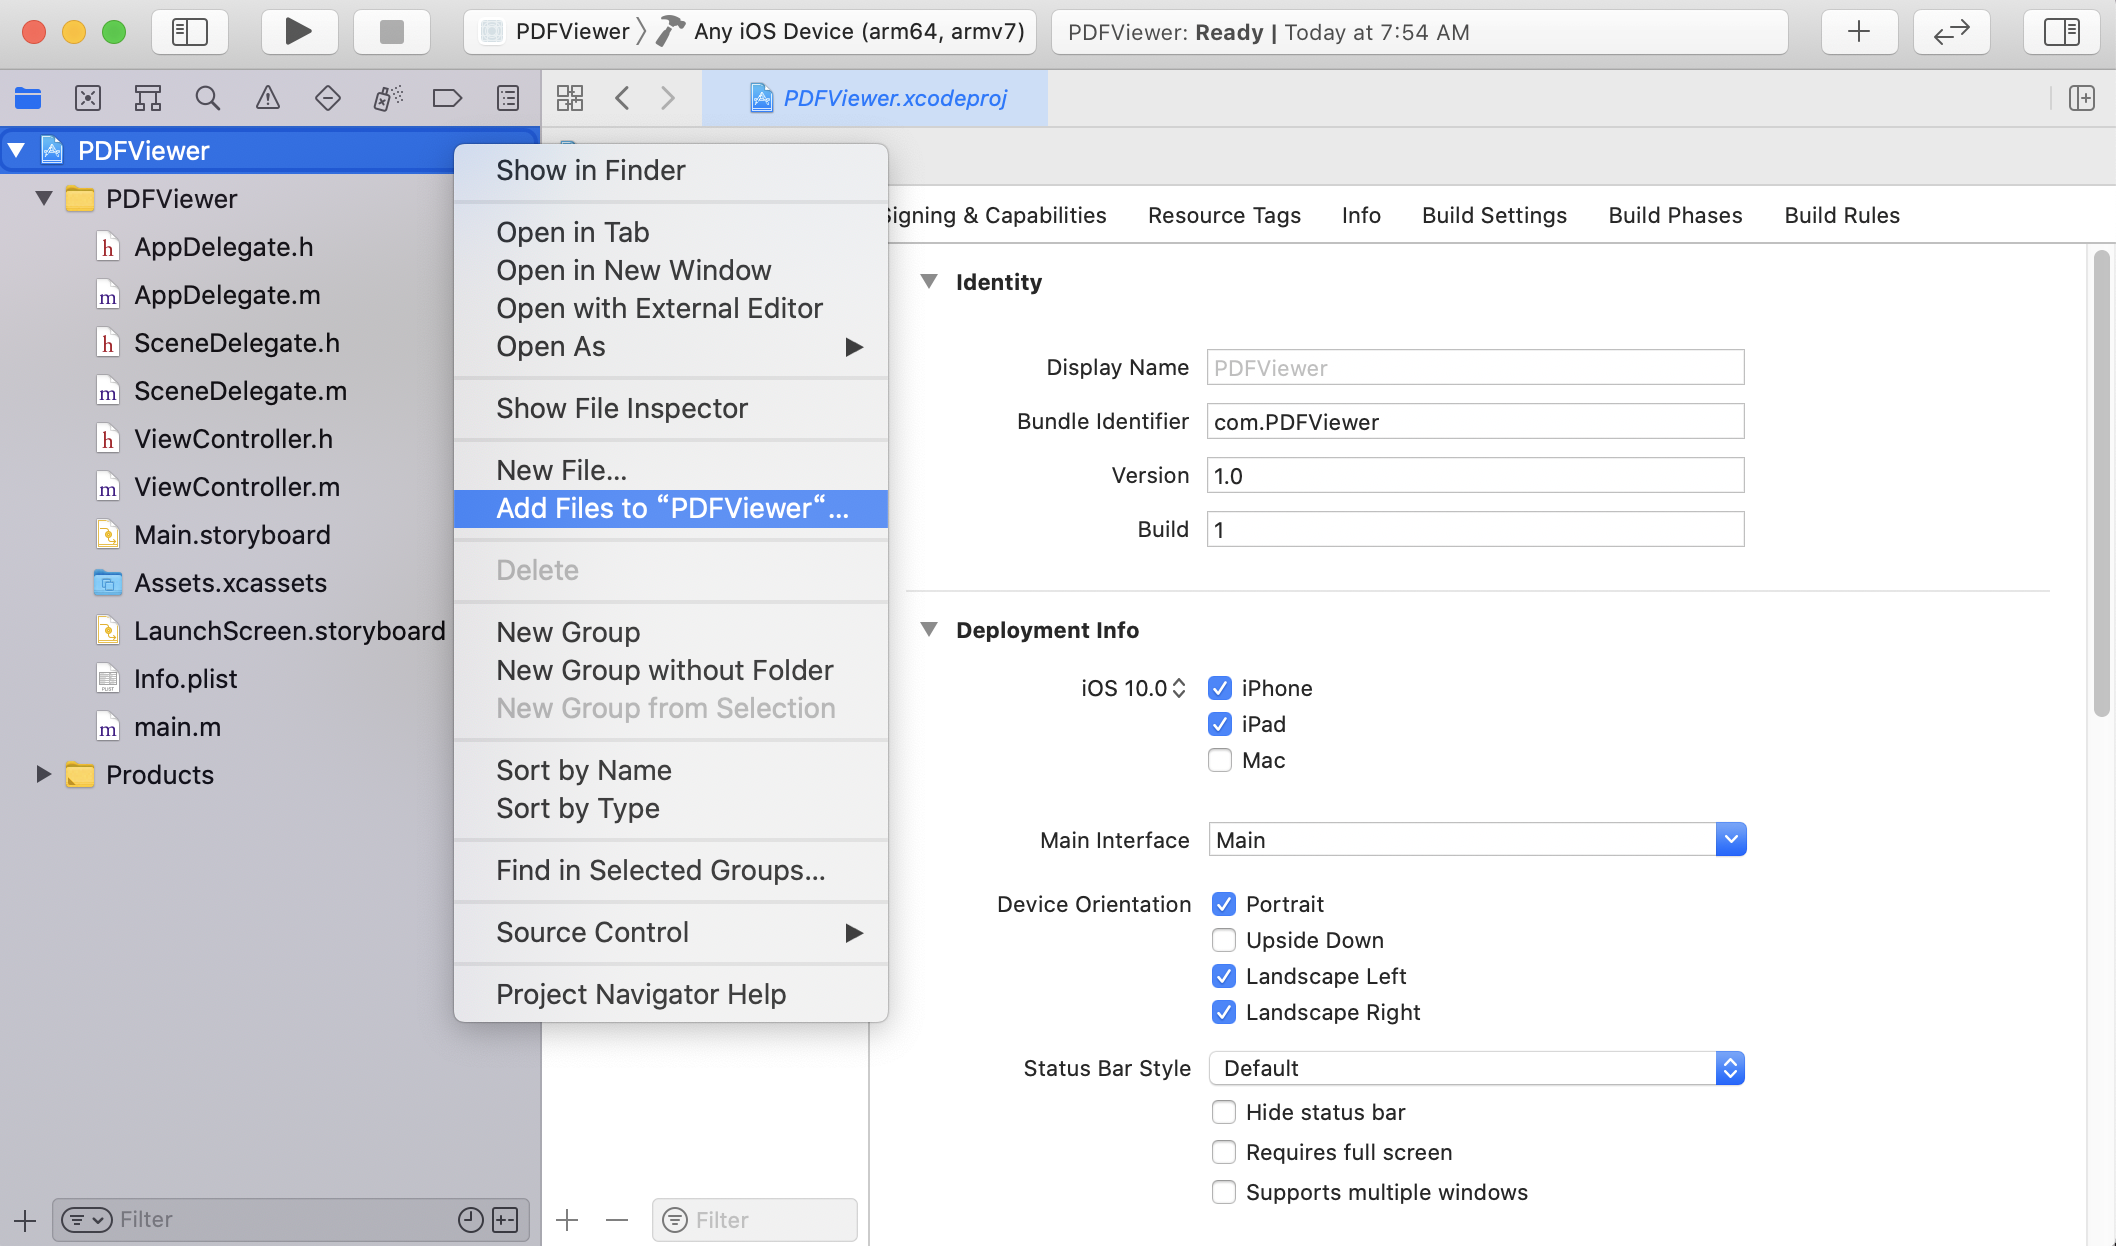 PDFViewer Any iOS Device (arm64, armv7)
PDFViewer: Ready | Today at 7:54 AM
PDFViewer.xcodeproj
PDFViewer
PDFViewer
h AppDelegate.h
m AppDelegate.m
h SceneDelegate.h
m SceneDelegate.m
h ViewController.h
m ViewController.m
Main.storyboard
Assets.xcassets
LaunchScreen.storyboard
Info.plist
m main.m
Products
Filter
Show in Finder
Open in Tab
Open in New Window
Open with External Editor
Open As
Show File Inspector
New File...
Add Files to “PDFViewer“...
Delete
New Group
New Group without Folder
New Group from Selection
Sort by Name
Sort by Type
Find in Selected Groups...
Source Control
Project Navigator Help
Filter
Signing & Capabilities Resource Tags Info Build Settings Build Phases Build Rules
Identity
Display Name PDFViewer
Bundle Identifier com.PDFViewer
Version 1.0
Build 1
Deployment Info
iOS 10.0 iPhone
iPad
Mac
Main Interface Main
Device Orientation Portrait
Upside Down
Landscape Left
Landscape Right
Status Bar Style Default
Hide status bar
Requires full screen
Supports multiple windows